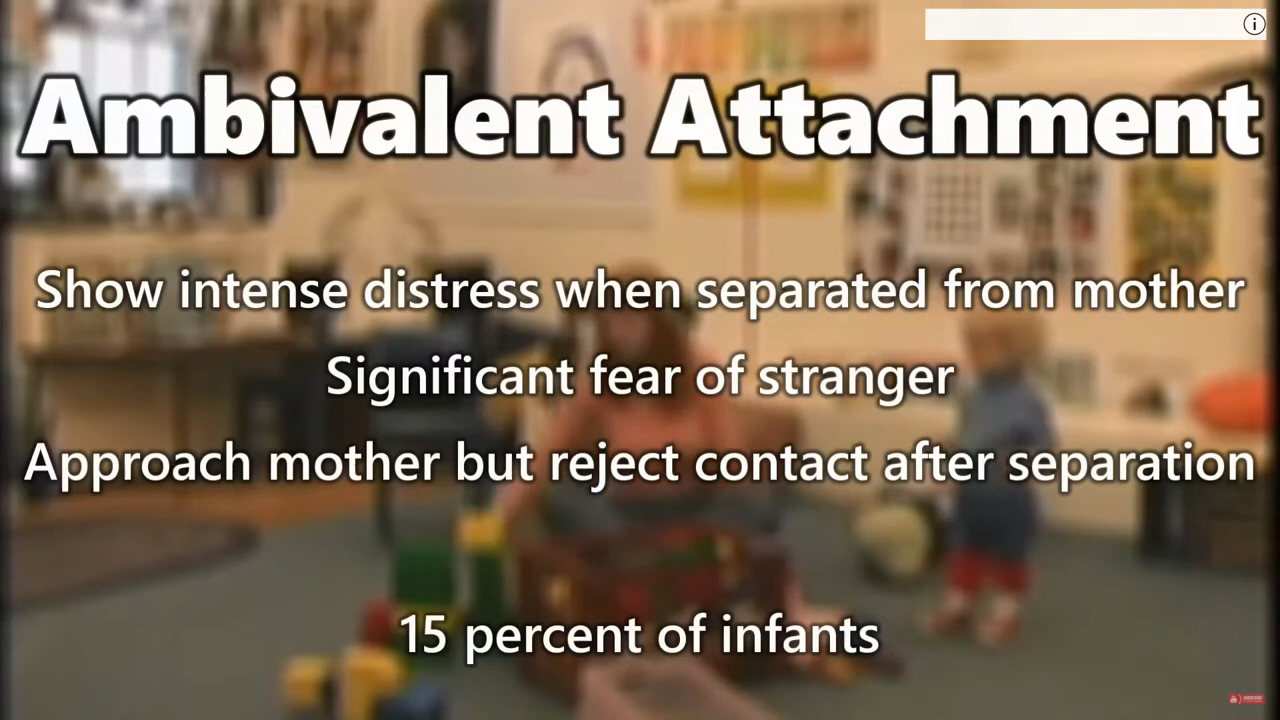 Ambivalent Attachment
Show intense distress when separated from mother
Significant fear of stranger
Approach mother but reject contact after separation
15 percent of infants